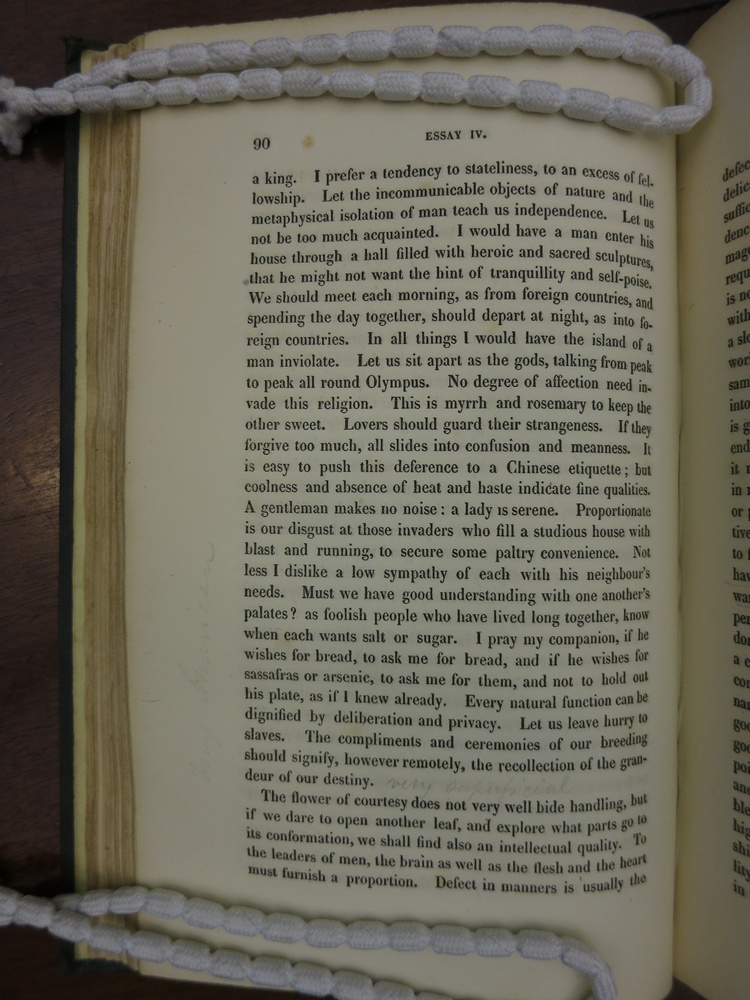 90
ESSAY IV.
a king. I prefer a tendency to stateliness, to an excess of fel-
lowship. Let the incommunicable objects of nature and the
metaphysical isolation of man teach us independence. Let us
not be too much acquainted. I would have a man enter his
house through a hall filled with heroic and sacred sculptures,
that he might not want the hint of tranquillity and self-poise.
We should meet each morning, as from foreign countries, and
spending the day together, should depart at night, as into fo-
reign countries. In all things I would have the island of a
man inviolate. Let us sit apart as the gods, talking from peak
to peak all round Olympus. No degree of affection need in-
vade this religion. This is myrrh and rosemary to keep the
other sweet. Lovers should guard their strangeness. If they
forgive too much, all slides into confusion and meanness. It
is easy to push this deference to a Chinese etiquette; but
coolness and absence of heat and haste indicate fine qualities.
A gentleman makes no noise: a lady is serene. Proportionate
is our disgust at those invaders who fill a studious house with
blast and running, to secure some paltry convenience. Not
less I dislike a low sympathy of each with his neighbour's
needs. Must we have good understanding with one another's
palates? as foolish people who have lived long together, know
when each wants salt or sugar. I pray my companion, if he
wishes for bread, to ask me for bread, and if he wishes for
sassafras or arsenic, to ask me for them, and not to hold out
his plate, as if I knew already. Every natural function can be
dignified by deliberation and privacy. Let us leave hurry to
slaves. The compliments and ceremonies of our breeding
should signify, however remotely, the recollection of the gran-
deur of our destiny. very superficial
The flower of courtesy does not very well bide handling, but
if we dare to open another leaf, and explore what parts go to
its conformation, we shall find also an intellectual quality. To
the leaders of men, the brain as well as the flesh and the heart
must furnish a proportion. Defect in manners is usually the